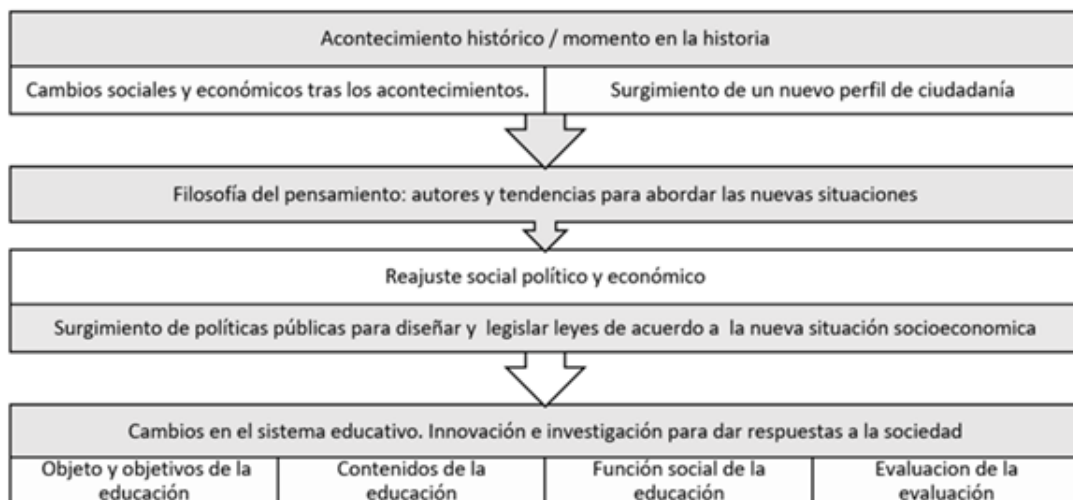 Acontecimiento histórico / momento en la historia
Cambios sociales y económicos tras los acontecimientos.
Surgimiento de un nuevo perfil de ciudadanía
Filosofía del pensamiento: autores y tendencias para abordar las nuevas situaciones
Reajuste social político y económico
Surgimiento de políticas públicas para diseñar y legislar leyes de acuerdo a la nueva situación socioeconomica
Cambios en el sistema educativo. Innovación e investigación para dar respuestas a la sociedad
Objeto y objetivos de la
educación
Contenidos de la
educación
Función social de la
educación
Evaluacion de la
evaluación